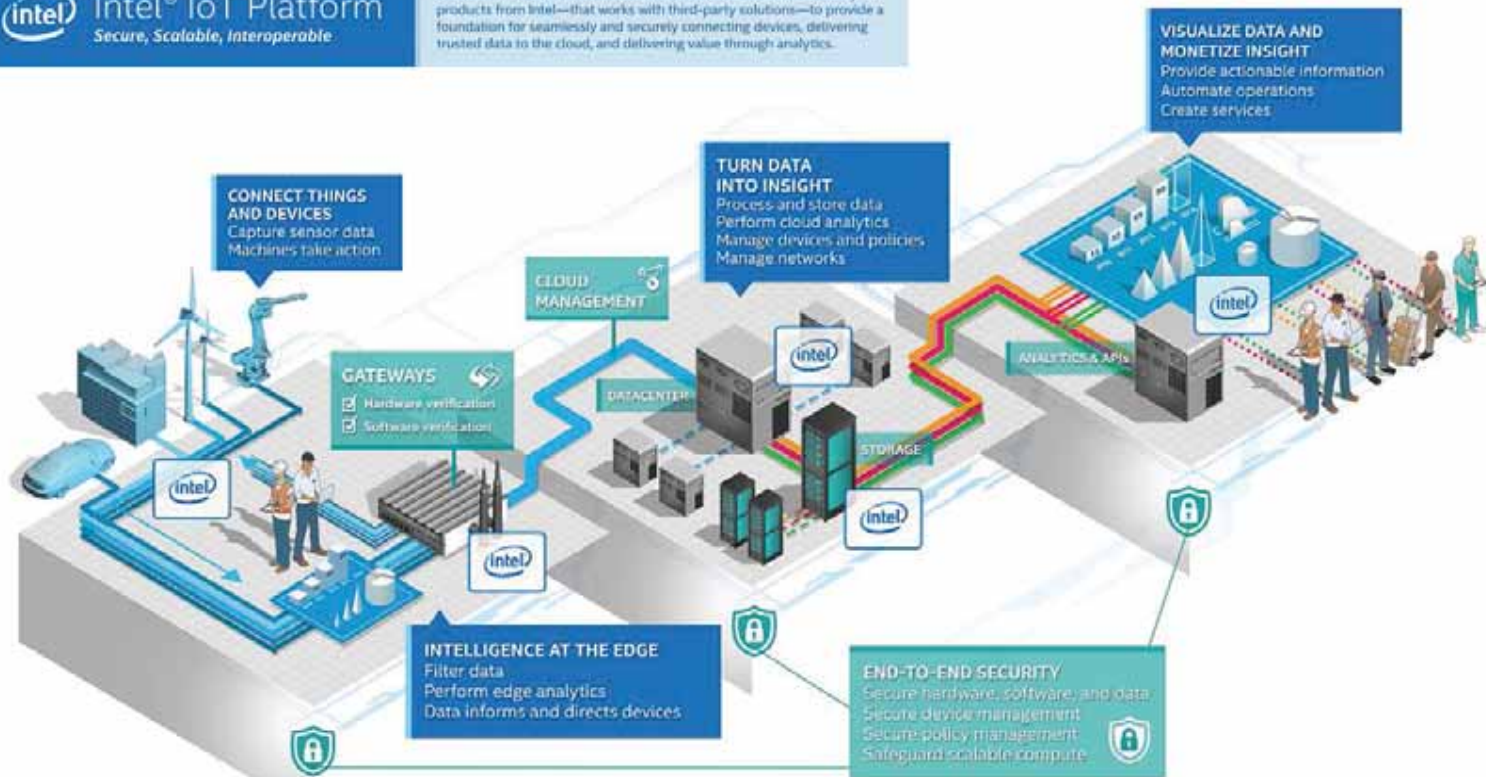 intel
Intel® IoT Platform
Secure, Scalable, Interoperable
products from Intel—that works with third-party solutions—to provide a
foundation for seamlessly and securely connecting devices, delivering
trusted data to the cloud, and delivering value through analytics.
VISUALIZE DATA AND
MONETIZE INSIGHT
Provide actionable information
Automate operations
Create services
TURN DATA
INTO INSIGHT
Process and store data
Perform cloud analytics
Manage devices and policies
Manage networks
CONNECT THINGS
AND DEVICES
Capture sensor data
Machines take action
CLOUD
MANAGEMENT
intel
intel
ANALYTICS & APIs
GATEWAYS
Hardware verification
Software verification
DATACENTER
STORAGE
intel
intel
intel
INTELLIGENCE AT THE EDGE
Filter data
Perform edge analytics
Data informs and directs devices
END-TO-END SECURITY
Secure hardware, software, and data
Secure device management
Secure policy management
Safeguard scalable compute